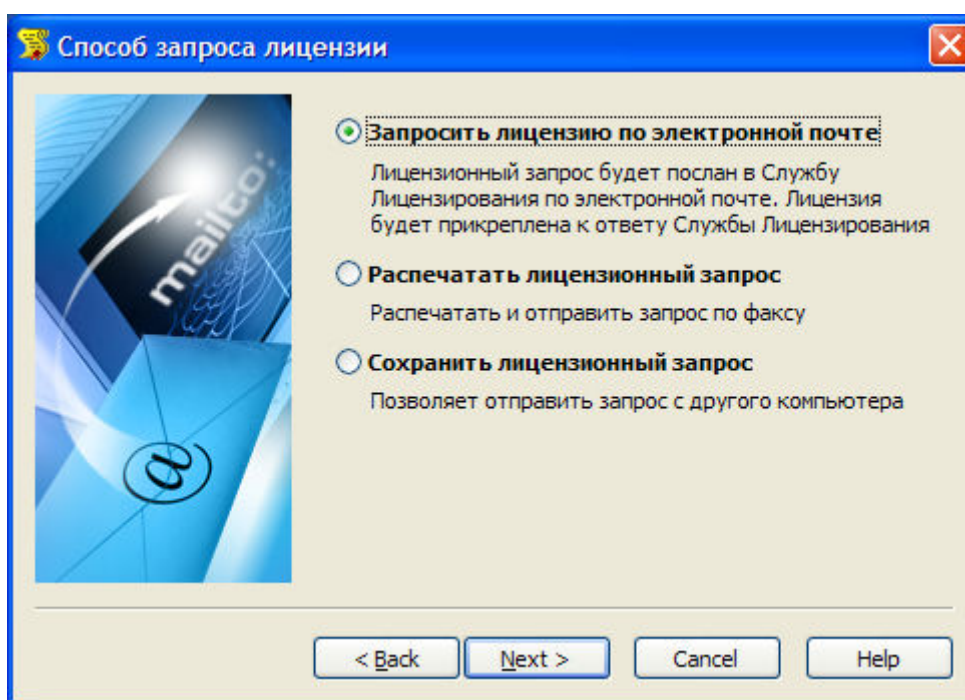 Способ запроса лицензии
mailto:
@
Запросить лицензию по электронной почте
Лицензионный запрос будет послан в Службу
Лицензирования по электронной почте. Лицензия
будет прикреплена к ответу Службы Лицензирования
Распечатать лицензионный запрос
Распечатать и отправить запрос по факсу
Сохранить лицензионный запрос
Позволяет отправить запрос с другого компьютера
< Back Next > Cancel Help